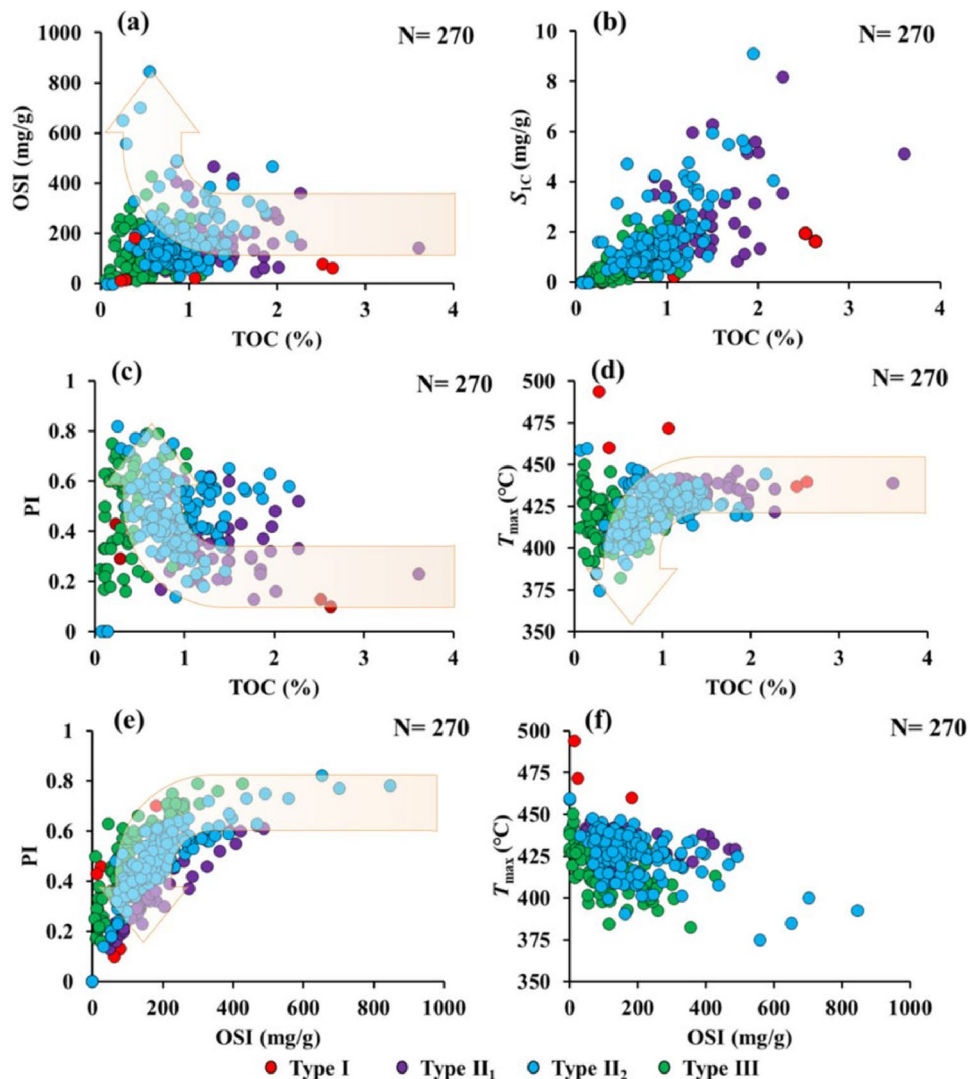 (a) N= 270
1000
800
600
400
200
0
OSI (mg/g)
0 1 2 3 4
TOC (%)
(b) N= 270
10
8
6
4
2
0
S1C (mg/g)
0 1 2 3 4
TOC (%)
(c) N= 270
1
0.8
0.6
0.4
0.2
0
PI
0 1 2 3 4
TOC (%)
(d) N= 270
500
475
450
425
400
375
350
Tmax (°C)
0 1 2 3 4
TOC (%)
(e) N= 270
1
0.8
0.6
0.4
0.2
0
PI
0 200 400 600 800 1000
OSI (mg/g)
(f) N= 270
500
475
450
425
400
375
350
Tmax (°C)
0 200 400 600 800 1000
OSI (mg/g)
Type I Type II₁ Type II₂ Type III